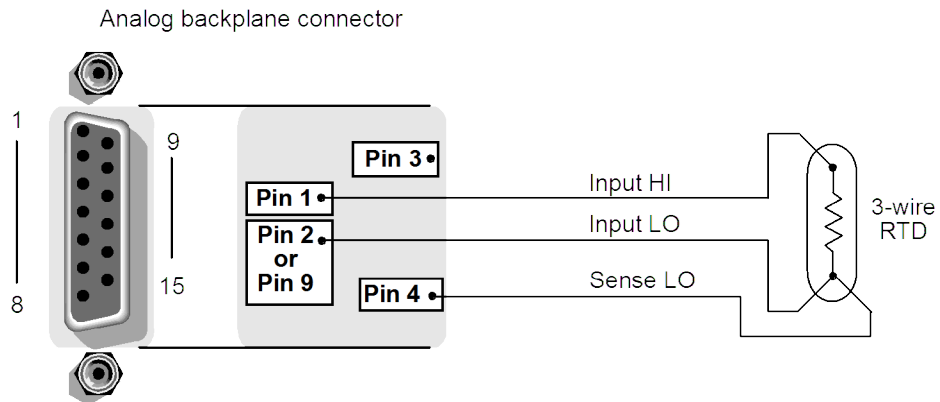 Analog backplane connector
1
9
8
15
Pin 3
Pin 1
Pin 2
or
Pin 9
Pin 4
Input HI
Input LO
Sense LO
3-wire
RTD